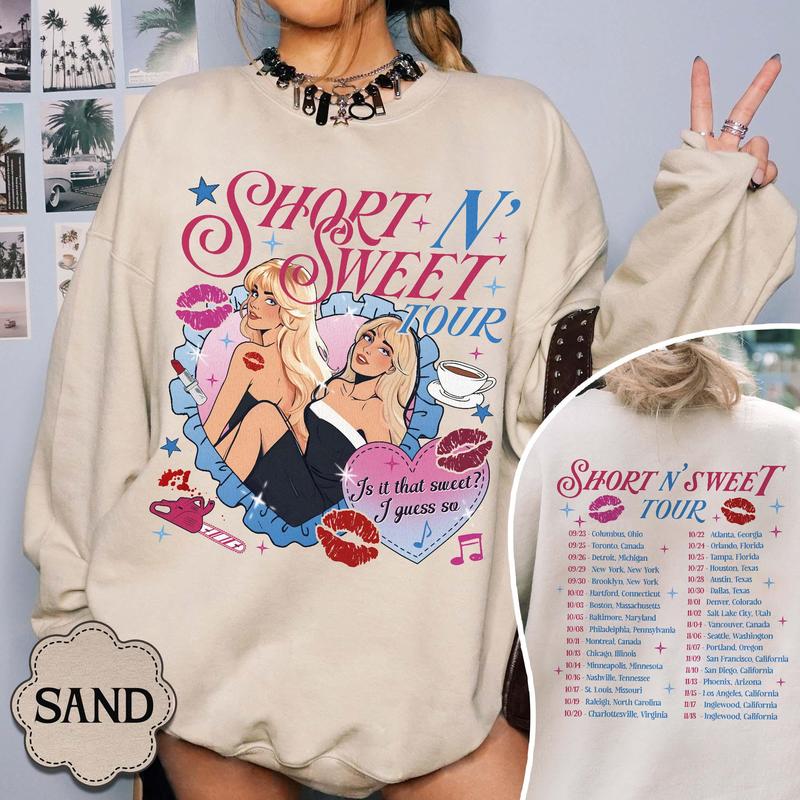 SHORT N'
SWEET
TOUR
Is it that sweet?
I guess so
SAND
SHORT N' SWEET
TOUR
09/23 - Columbus, Ohio
09/25 - Toronto, Canada
09/26 - Detroit, Michigan
09/29 - New York, New York
09/30 - Brooklyn, New York
10/02 - Hartford, Connecticut
10/03 - Boston, Massachusetts
10/05 - Baltimore, Maryland
10/08 - Philadelphia, Pennsylvania
10/11 - Montreal, Canada
10/13 - Chicago, Illinois
10/14 - Minneapolis, Minnesota
10/16 - Nashville, Tennessee
10/17 - St. Louis, Missouri
10/19 - Raleigh, North Carolina
10/20 - Charlottesville, Virginia
10/22 - Atlanta, Georgia
10/24 - Orlando, Florida
10/25 - Tampa, Florida
10/27 - Houston, Texas
10/28 - Austin, Texas
10/30 - Dallas, Texas
11/01 - Denver, Colorado
11/02 - Salt Lake City, Utah
11/04 - Vancouver, Canada
11/06 - Seattle, Washington
11/07 - Portland, Oregon
11/09 - San Francisco, California
11/10 - San Diego, California
11/13 - Phoenix, Arizona
11/15 - Los Angeles, California
11/17 - Inglewood, California
11/18 - Inglewood, California